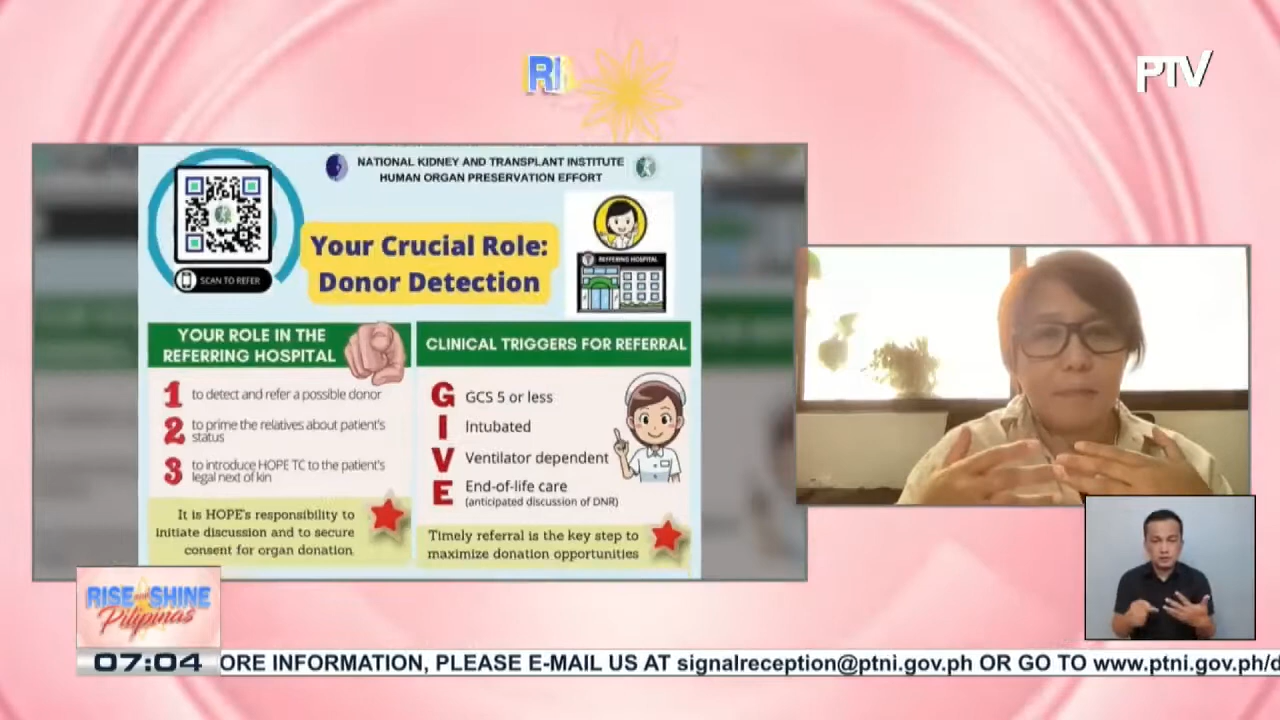 RI
PTV
NATIONAL KIDNEY AND TRANSPLANT INSTITUTE
HUMAN ORGAN PRESERVATION EFFORT
SCAN TO REFER
Your Crucial Role:
Donor Detection
REFERRING HOSPITAL
YOUR ROLE IN THE
REFERRING HOSPITAL
1 to detect and refer a possible donor
2 to prime the relatives about patient's
status
3 to introduce HOPE TC to the patient's
legal next of kin
It is HOPE's responsibility to
initiate discussion and to secure
consent for organ donation
CLINICAL TRIGGERS FOR REFERRAL
G GCS 5 or less
I Intubated
V Ventilator dependent
E End-of-life care
(anticipated discussion of DNR)
Timely referral is the key step to
maximize donation opportunities
RISE and SHINE
Pilipinas
07:04
ORE INFORMATION, PLEASE E-MAIL US AT signalreception@ptni.gov.ph OR GO TO www.ptni.gov.ph/d